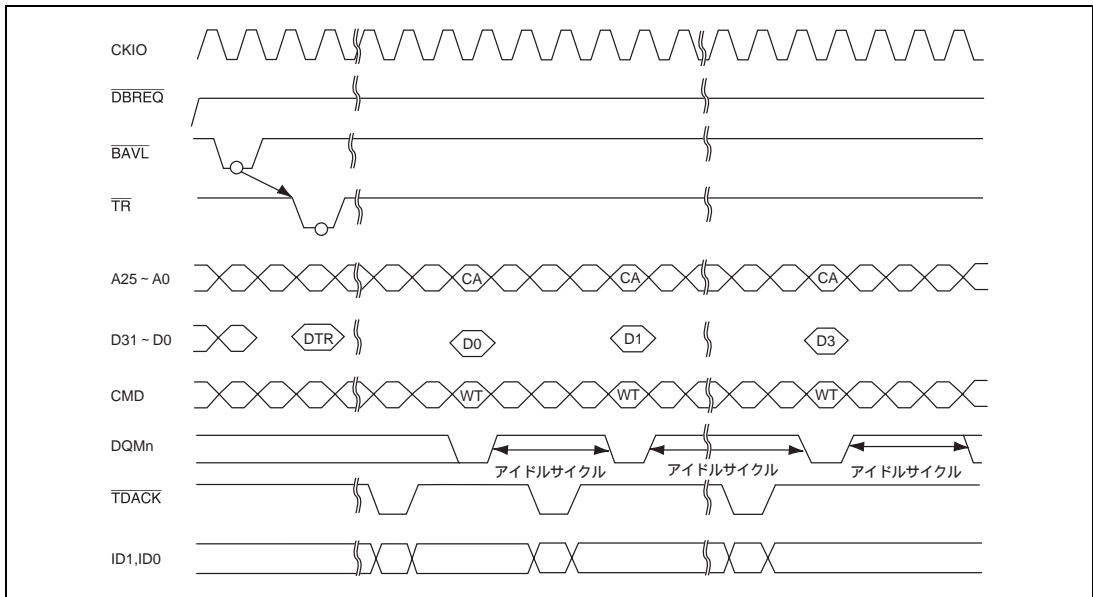 CKIO
DBREQ
BAVL
TR
A25 ~ A0 CA CA CA
D31 ~ D0 DTR D0 D1 D3
CMD WT WT WT
DQMn
アイドルサイクル アイドルサイクル アイドルサイクル
TDACK
ID1,ID0